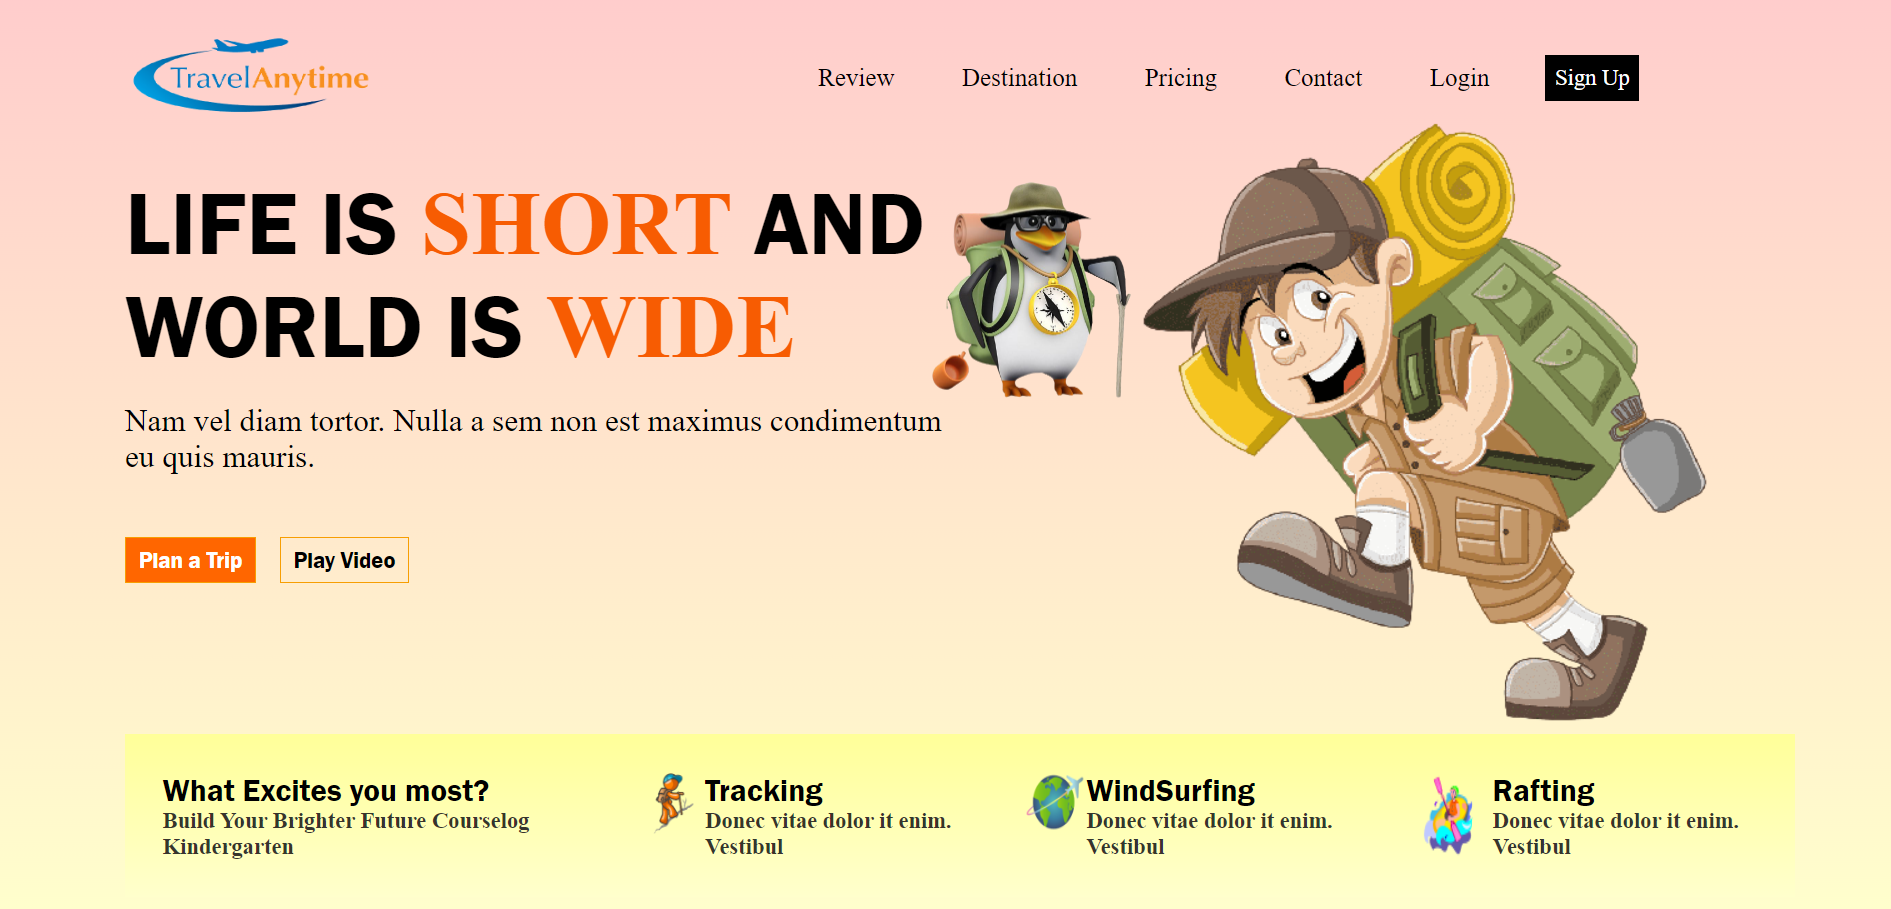 TravelAnytime
Review Destination Pricing Contact Login Sign Up
LIFE IS SHORT AND
WORLD IS WIDE
Nam vel diam tortor. Nulla a sem non est maximus condimentum
eu quis mauris.
Plan a Trip Play Video
What Excites you most?
Build Your Brighter Future Courselog
Kindergarten
Tracking
Donec vitae dolor it enim.
Vestibul
WindSurfing
Donec vitae dolor it enim.
Vestibul
Rafting
Donec vitae dolor it enim.
Vestibul